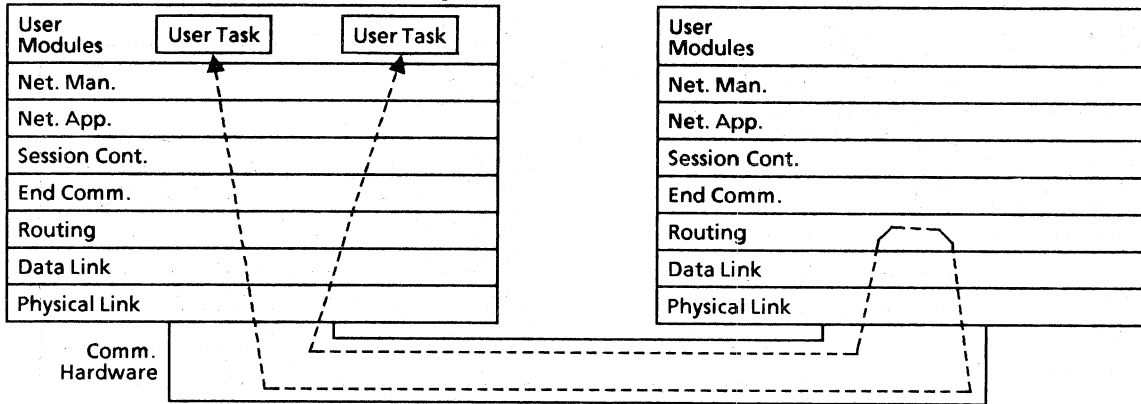 User
Modules
User Task
User Task
Net. Man.
Net. App.
Session Cont.
End Comm.
Routing
Data Link
Physical Link
User
Modules
Net. Man.
Net. App.
Session Cont.
End Comm.
Routing
Data Link
Physical Link
Comm.
Hardware